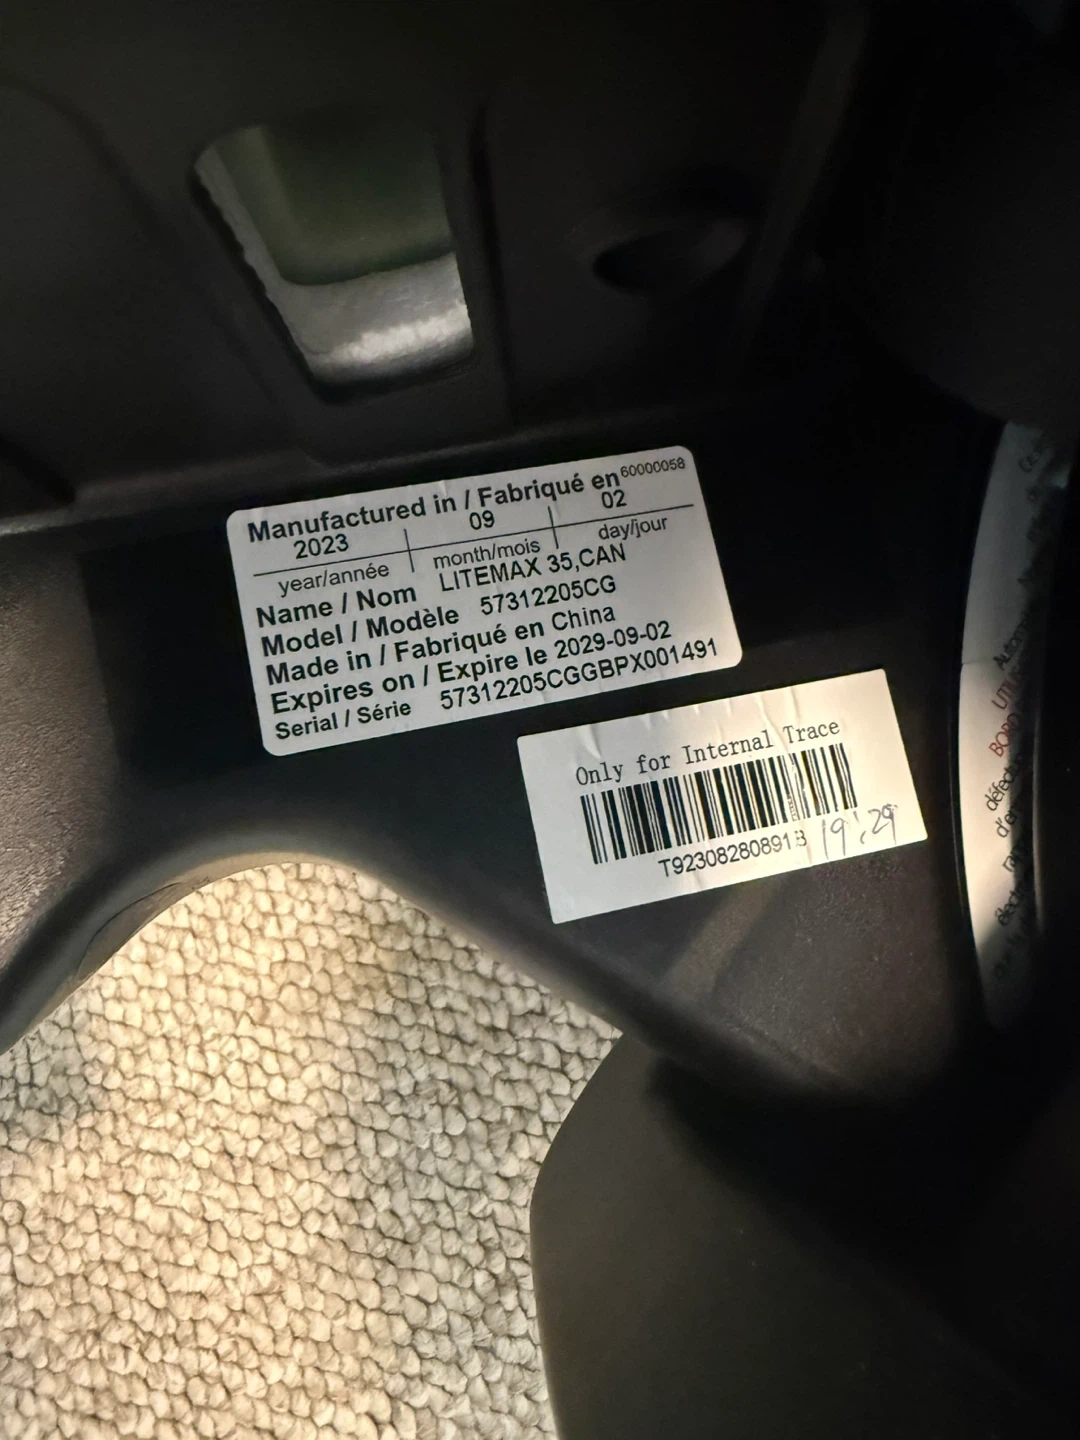 Manufactured in / Fabriqué en 60000058
2023 09 02
year/année month/mois day/jour
Name / Nom LITEMAX 35,CAN
Model / Modèle 57312205CG
Made in / Fabriqué en China
Expires on / Expire le 2029-09-02
Serial / Série 57312205CGGBPX001491
Only for Internal Trace
T923082808913
19:29
défec
d'e